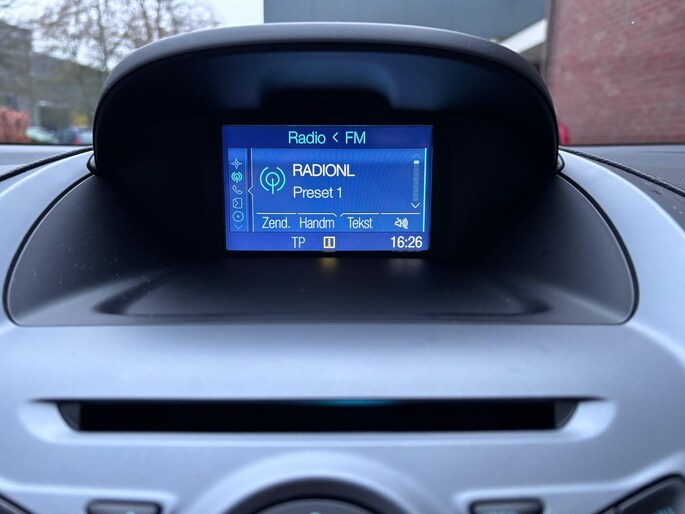 Radio < FM
RADIONL
Preset 1
Zend. Handm Tekst
TP 16:26